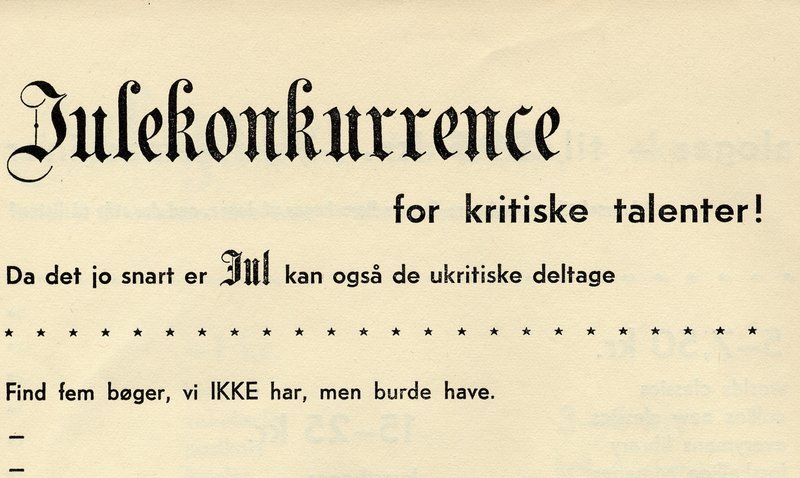 Julekonkurrence
for kritiske talenter!
Da det jo snart er Jul kan også de ukritiske deltage
* * * * * * * * * * * * * * * * * * * * * * * *
Find fem bøger, vi IKKE har, men burde have.
–
–